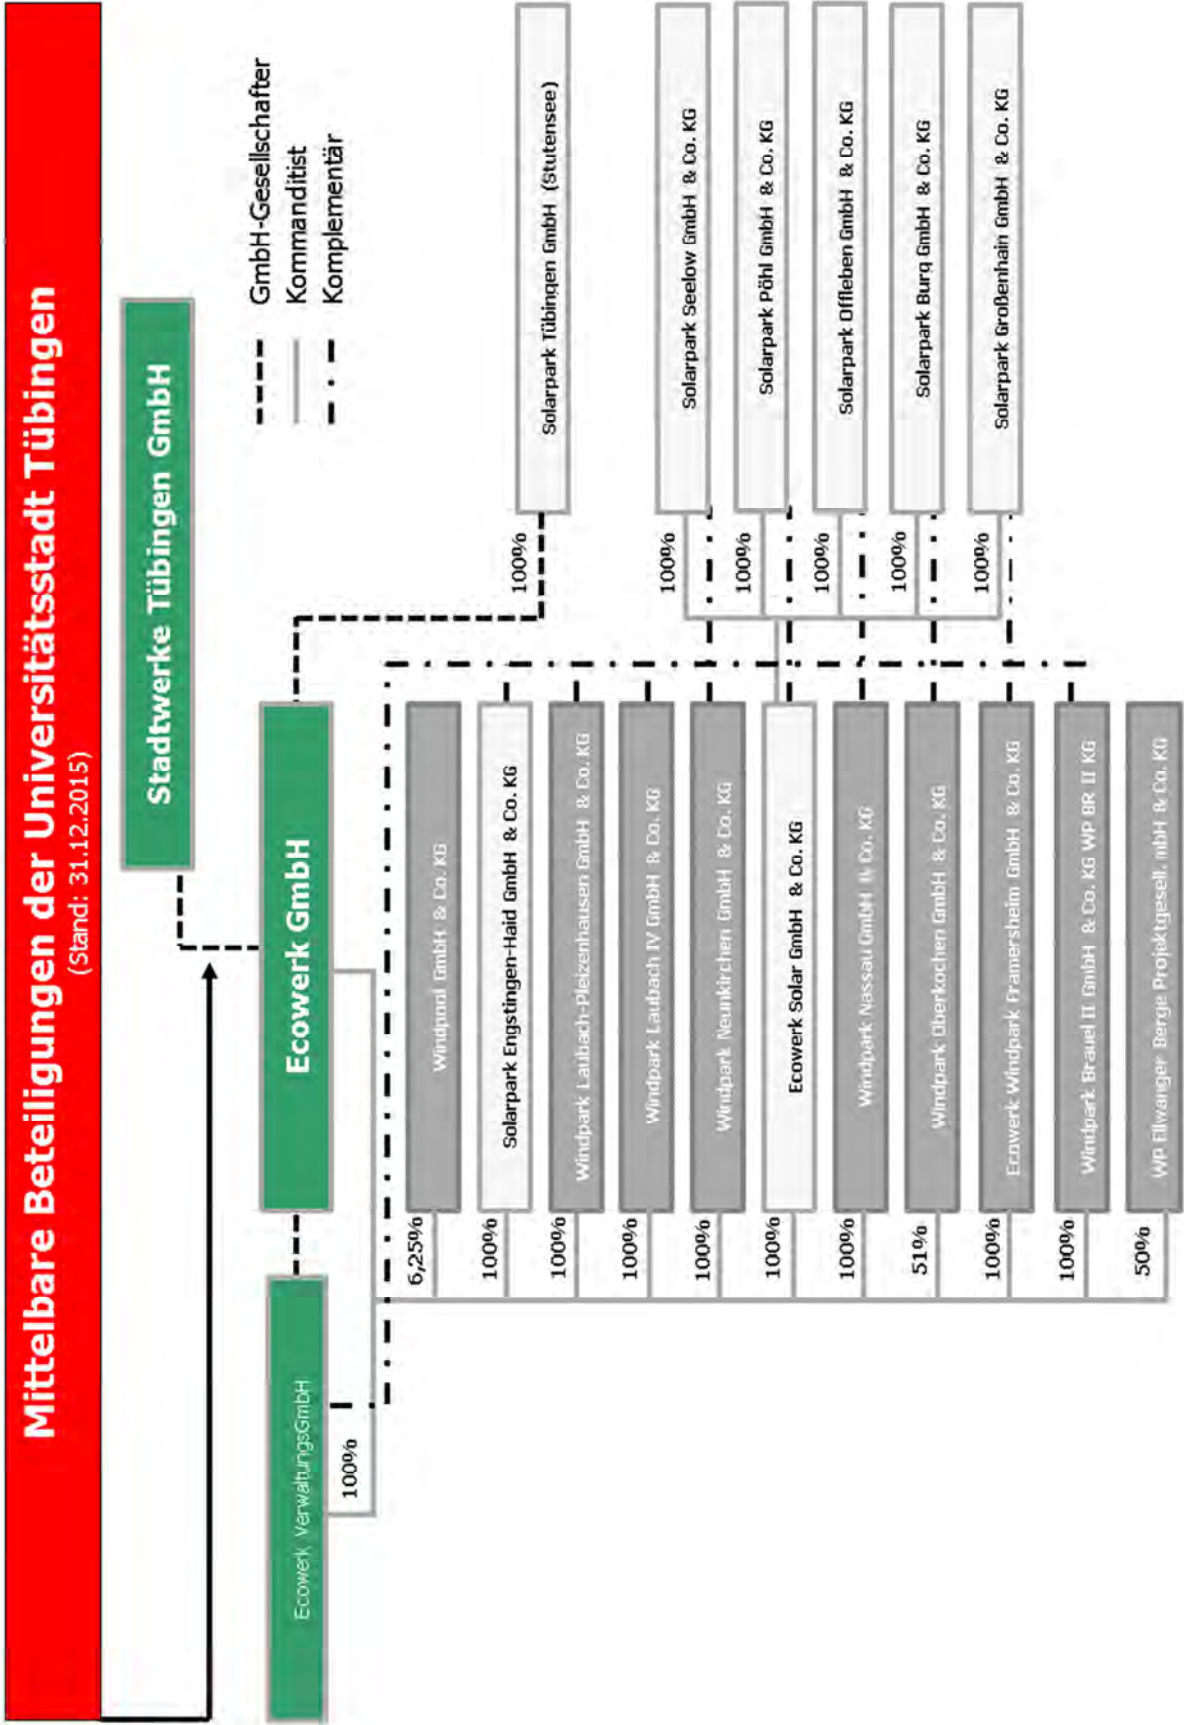 Mittelbare Beteiligungen der Universitätsstadt Tübingen
(Stand: 31.12.2015)
Stadtwerke Tübingen GmbH
GmbH-Gesellschafter
Kommanditist
Komplementär
Ecowerk VerwaltungsGmbH
Ecowerk GmbH
100%
6,25%
Windpool GmbH & Co. KG
100%
Solarpark Engstingen-Haid GmbH & Co. KG
100%
Windpark Laubach-Pleizenhausen GmbH & Co. KG
100%
Windpark Laubach IV GmbH & Co. KG
100%
Windpark Neunkirchen GmbH & Co. KG
100%
Ecowerk Solar GmbH & Co. KG
100%
Windpark Nassau GmbH & Co. KG
51%
Windpark Oberkochen GmbH & Co. KG
100%
Ecowerk Windpark Framersheim GmbH & Co. KG
100%
Windpark Brauel II GmbH & Co. KG WP BR II KG
50%
WP Ellwanger Berge Projektgesell. mbH & Co. KG
100%
Solarpark Tübingen GmbH (Stutensee)
100%
Solarpark Seelow GmbH & Co. KG
100%
Solarpark Pöhl GmbH & Co. KG
100%
Solarpark Offleben GmbH & Co. KG
100%
Solarpark Burg GmbH & Co. KG
100%
Solarpark Großenhain GmbH & Co. KG